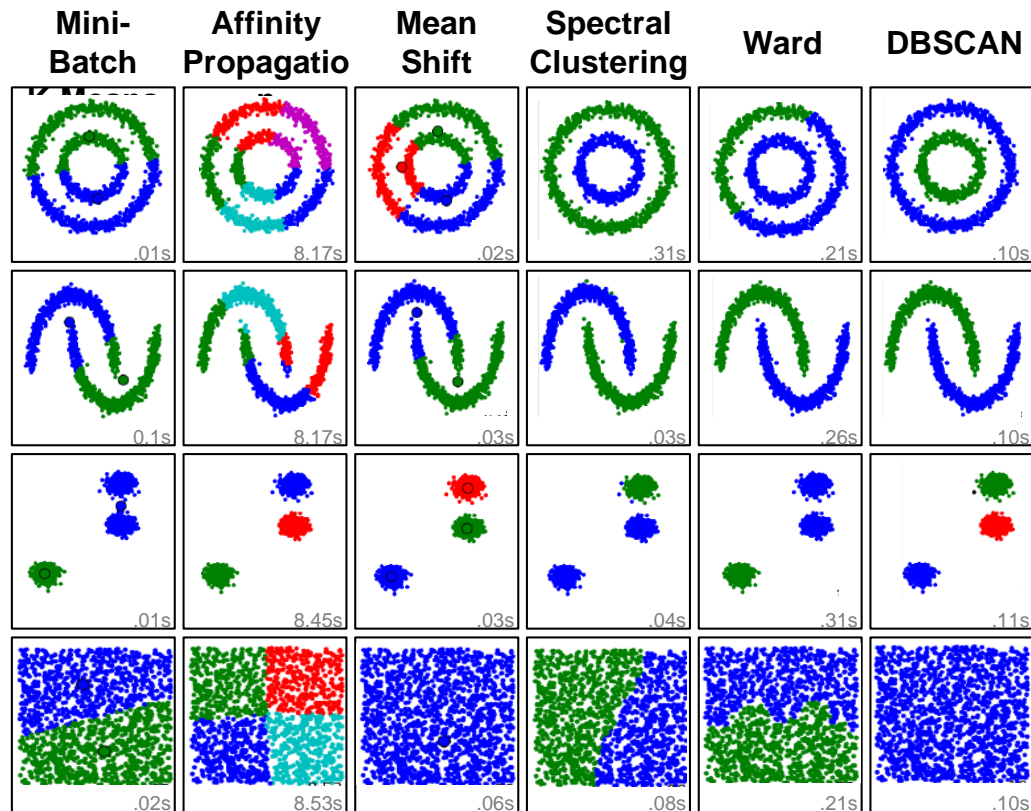 Mini-
Batch
K-Means
Affinity
Propagatio
n
Mean
Shift
Spectral
Clustering
Ward
DBSCAN
.01s
8.17s
.02s
.31s
.21s
.10s
0.1s
8.17s
.03s
.03s
.26s
.10s
.01s
8.45s
.03s
.04s
.31s
.11s
.02s
8.53s
.06s
.08s
.21s
.10s